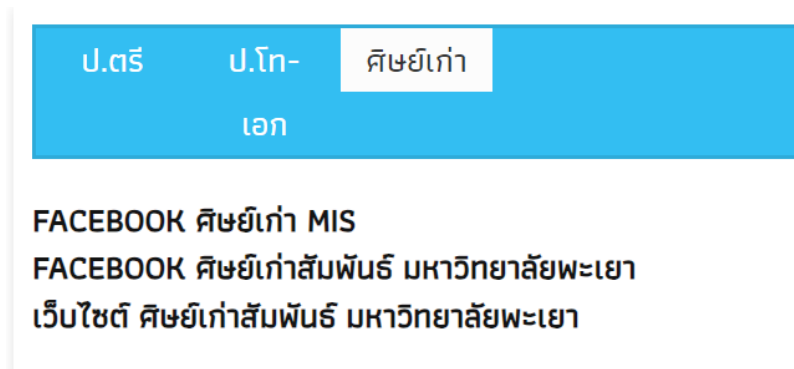 ป.ตรี ป.โท- ศิษย์เก่า
เอก
FACEBOOK ศิษย์เก่า MIS
FACEBOOK ศิษย์เก่าสัมพันธ์ มหาวิทยาลัยพะเยา
เว็บไซต์ ศิษย์เก่าสัมพันธ์ มหาวิทยาลัยพะเยา